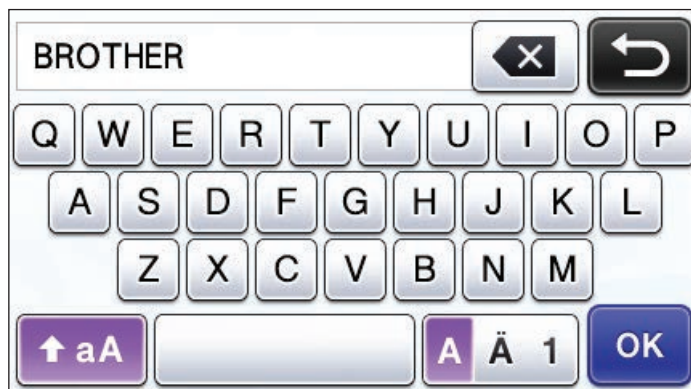 BROTHER
Q W E R T Y U I O P
A S D F G H J K L
Z X C V B N M
aA A Ä 1 OK